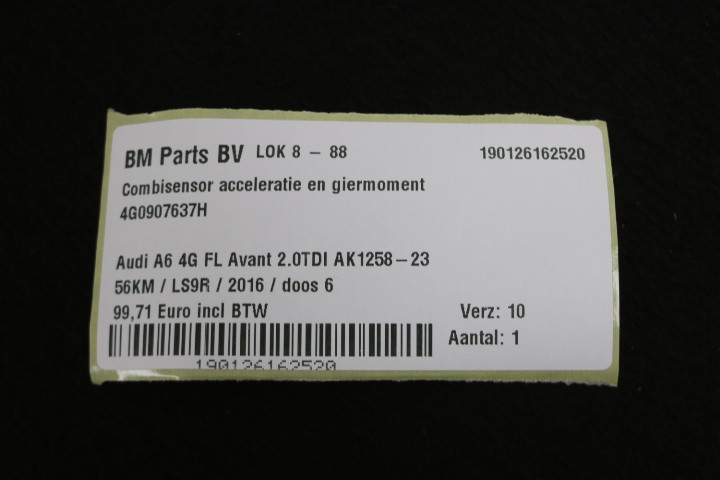 BM Parts BV LOK 8 - 88 190126162520
Combisensor acceleratie en giermoment
4G0907637H
Audi A6 4G FL Avant 2.0TDI AK1258-23
56KM / LS9R / 2016 / doos 6
99,71 Euro incl BTW Verz: 10
Aantal: 1
190126162520